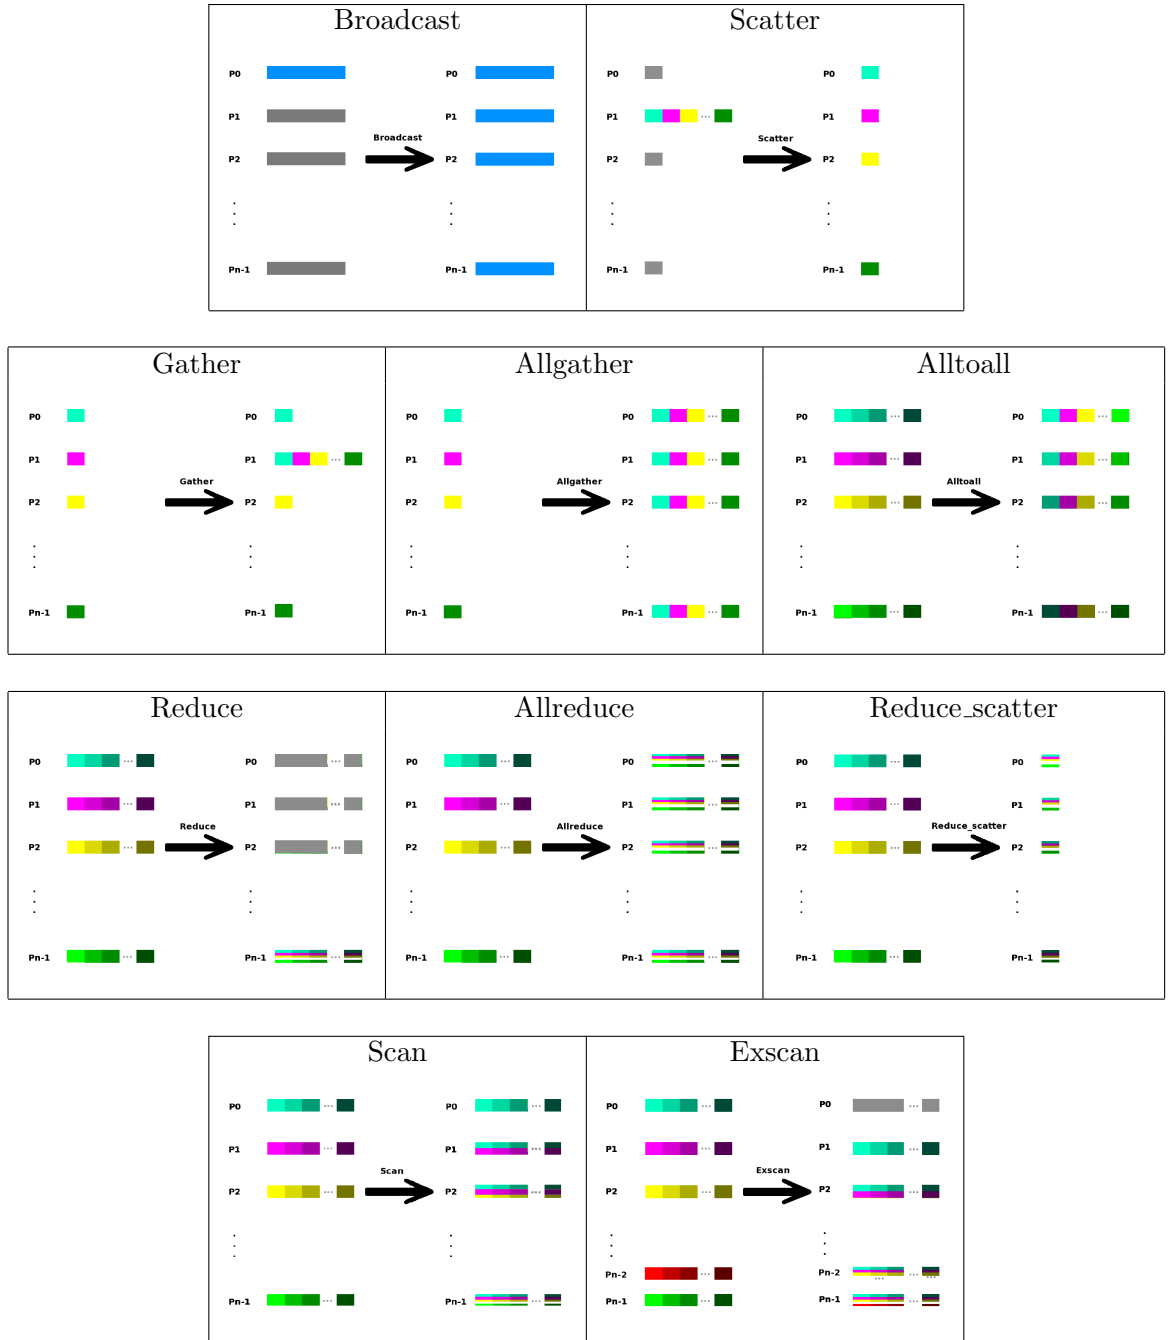 Broadcast Scatter
P0 P0 P0 P0
P1 P1 P1 P1
Broadcast Scatter
P2 P2 P2 P2
Pn-1 Pn-1 Pn-1 Pn-1
Gather Allgather Alltoall
P0 P0 P0 P0 P0 P0
P1 P1 P1 P1 P1 P1
Gather Allgather Alltoall
P2 P2 P2 P2 P2 P2
Pn-1 Pn-1 Pn-1 Pn-1 Pn-1 Pn-1
Reduce Allreduce Reduce_scatter
P0 P0 P0 P0 P0 P0
P1 P1 P1 P1 P1 P1
Reduce Allreduce Reduce_scatter
P2 P2 P2 P2 P2 P2
Pn-1 Pn-1 Pn-1 Pn-1 Pn-1 Pn-1
Scan Exscan
P0 P0 P0 P0
P1 P1 P1 P1
Scan Exscan
P2 P2 P2 P2
Pn-2 Pn-2
Pn-1 Pn-1 Pn-1 Pn-1